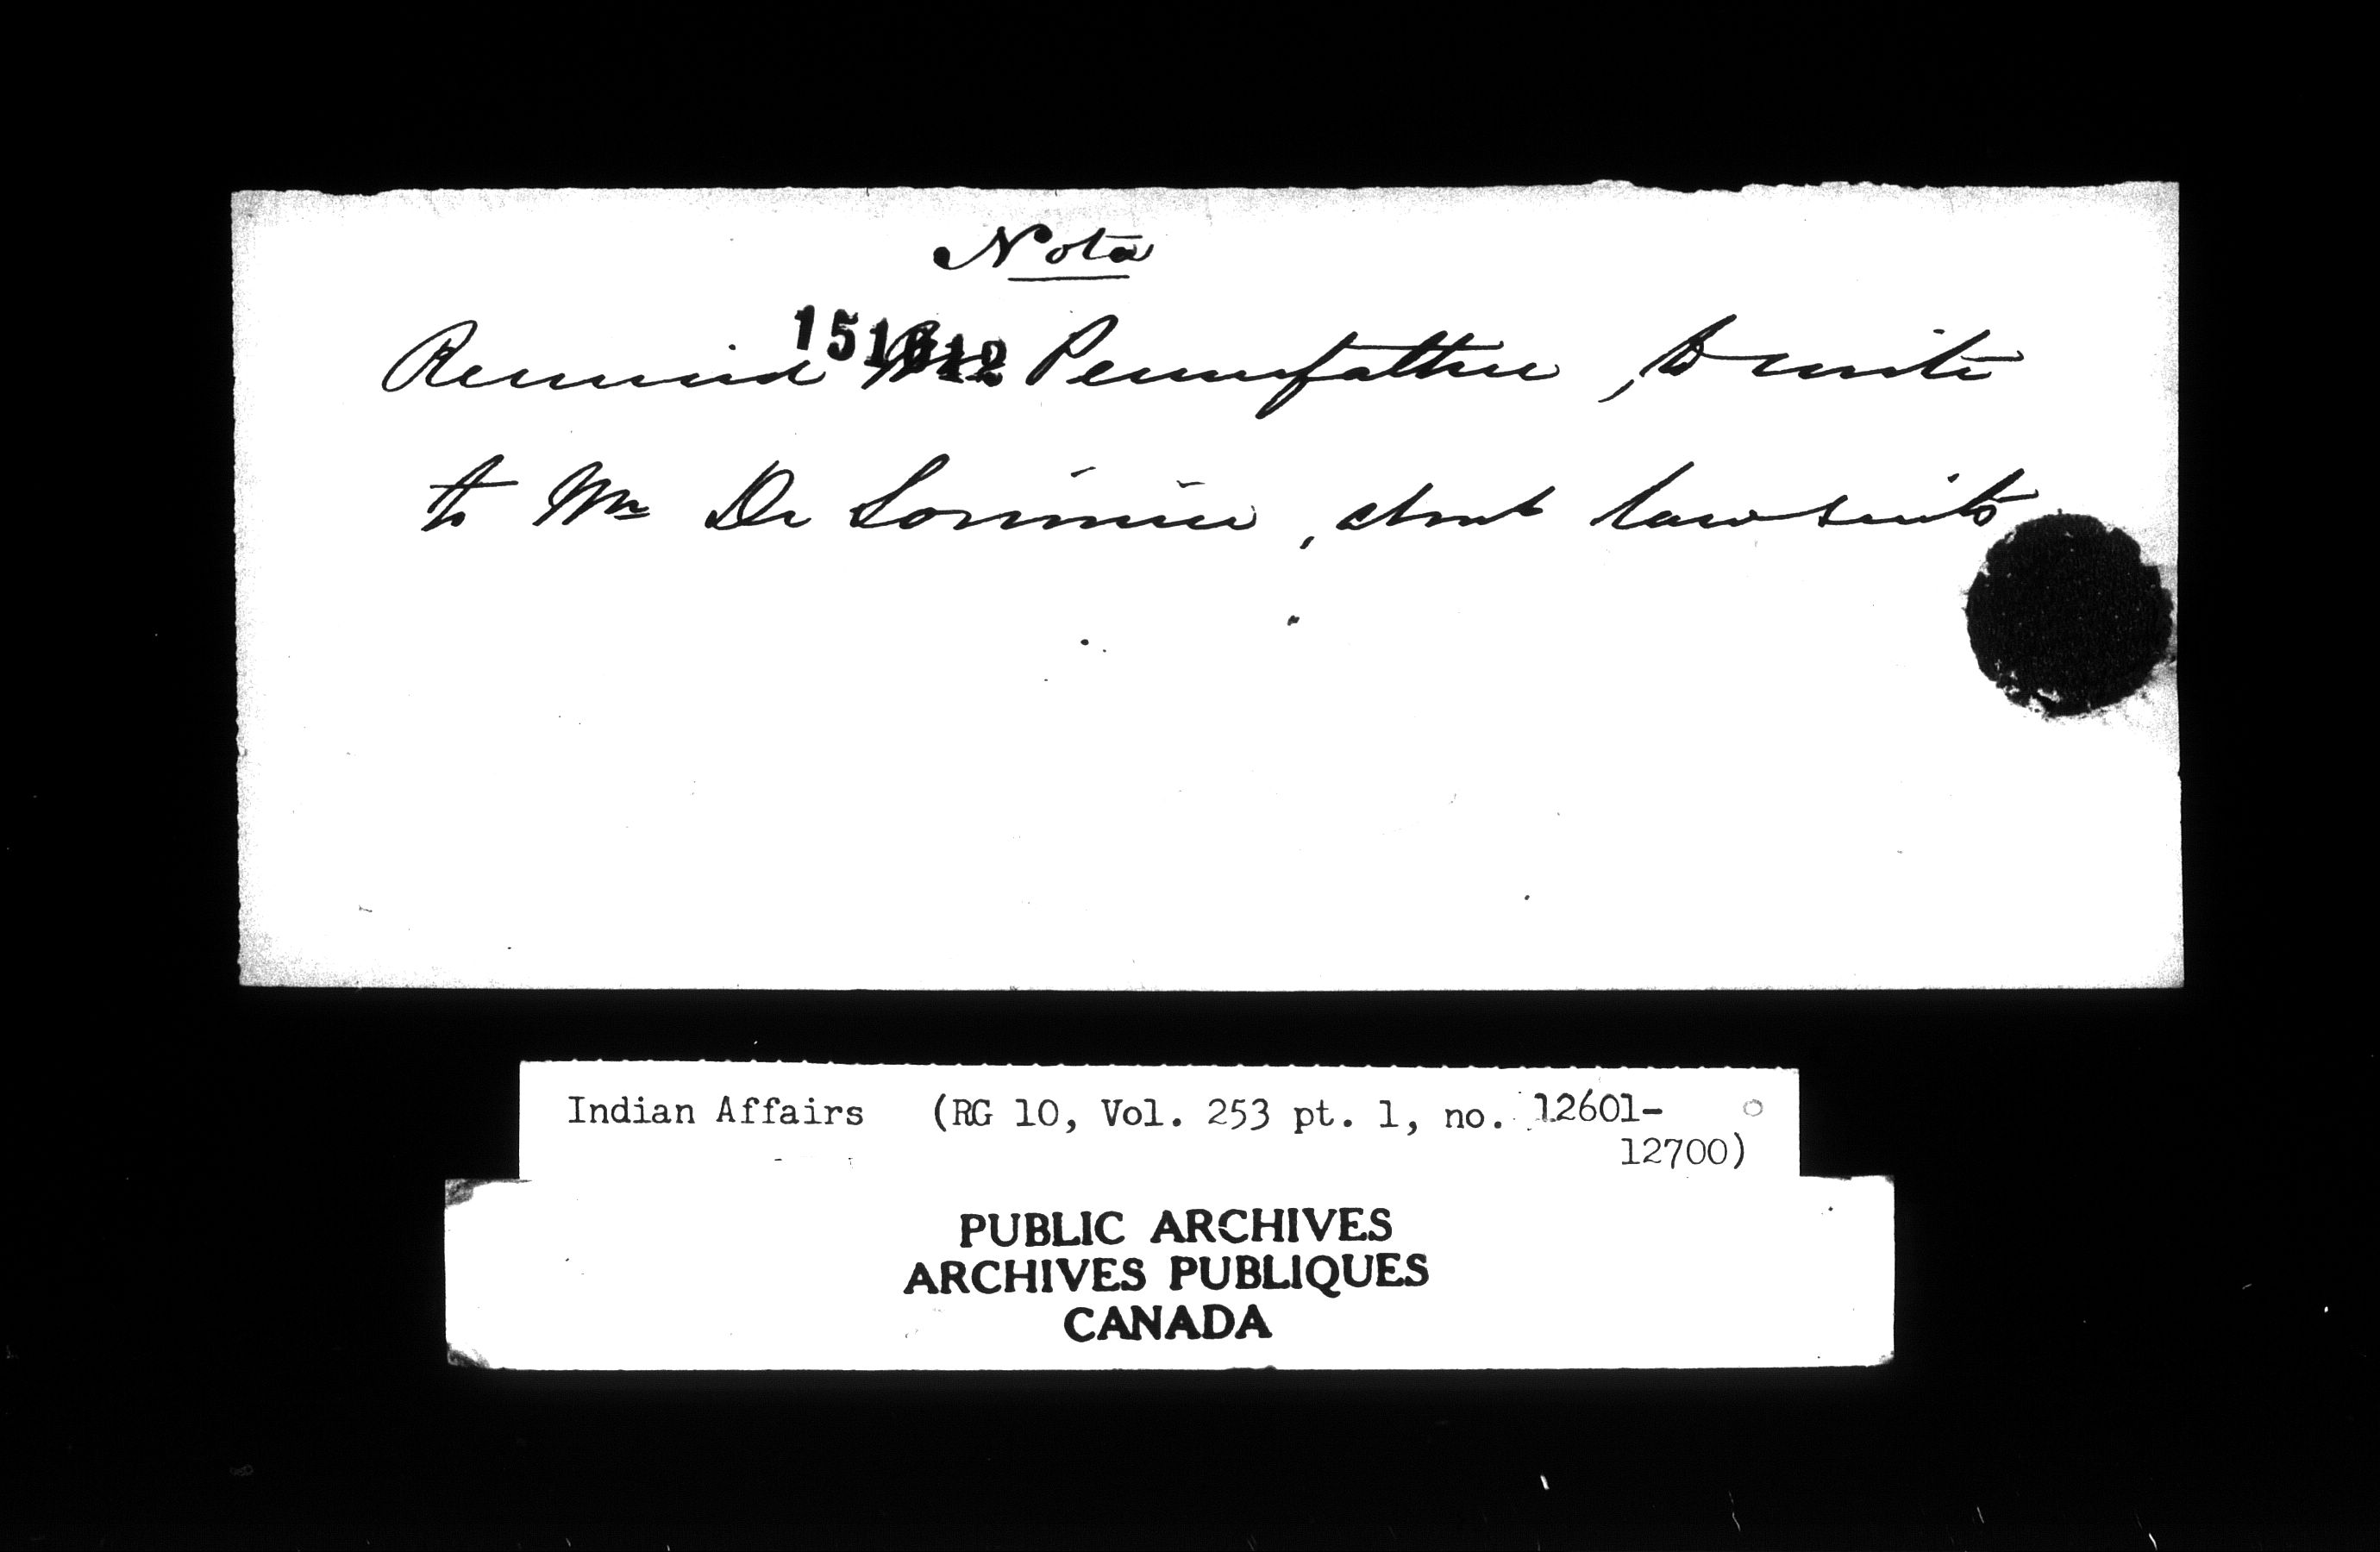 Nota
Remind Mr Pennefather, to write
to Mr De Lorimier, about lawsuits
Indian Affairs (RG 10, Vol. 253 pt. 1, no. 12601-
12700)
PUBLIC ARCHIVES
ARCHIVES PUBLIQUES
CANADA